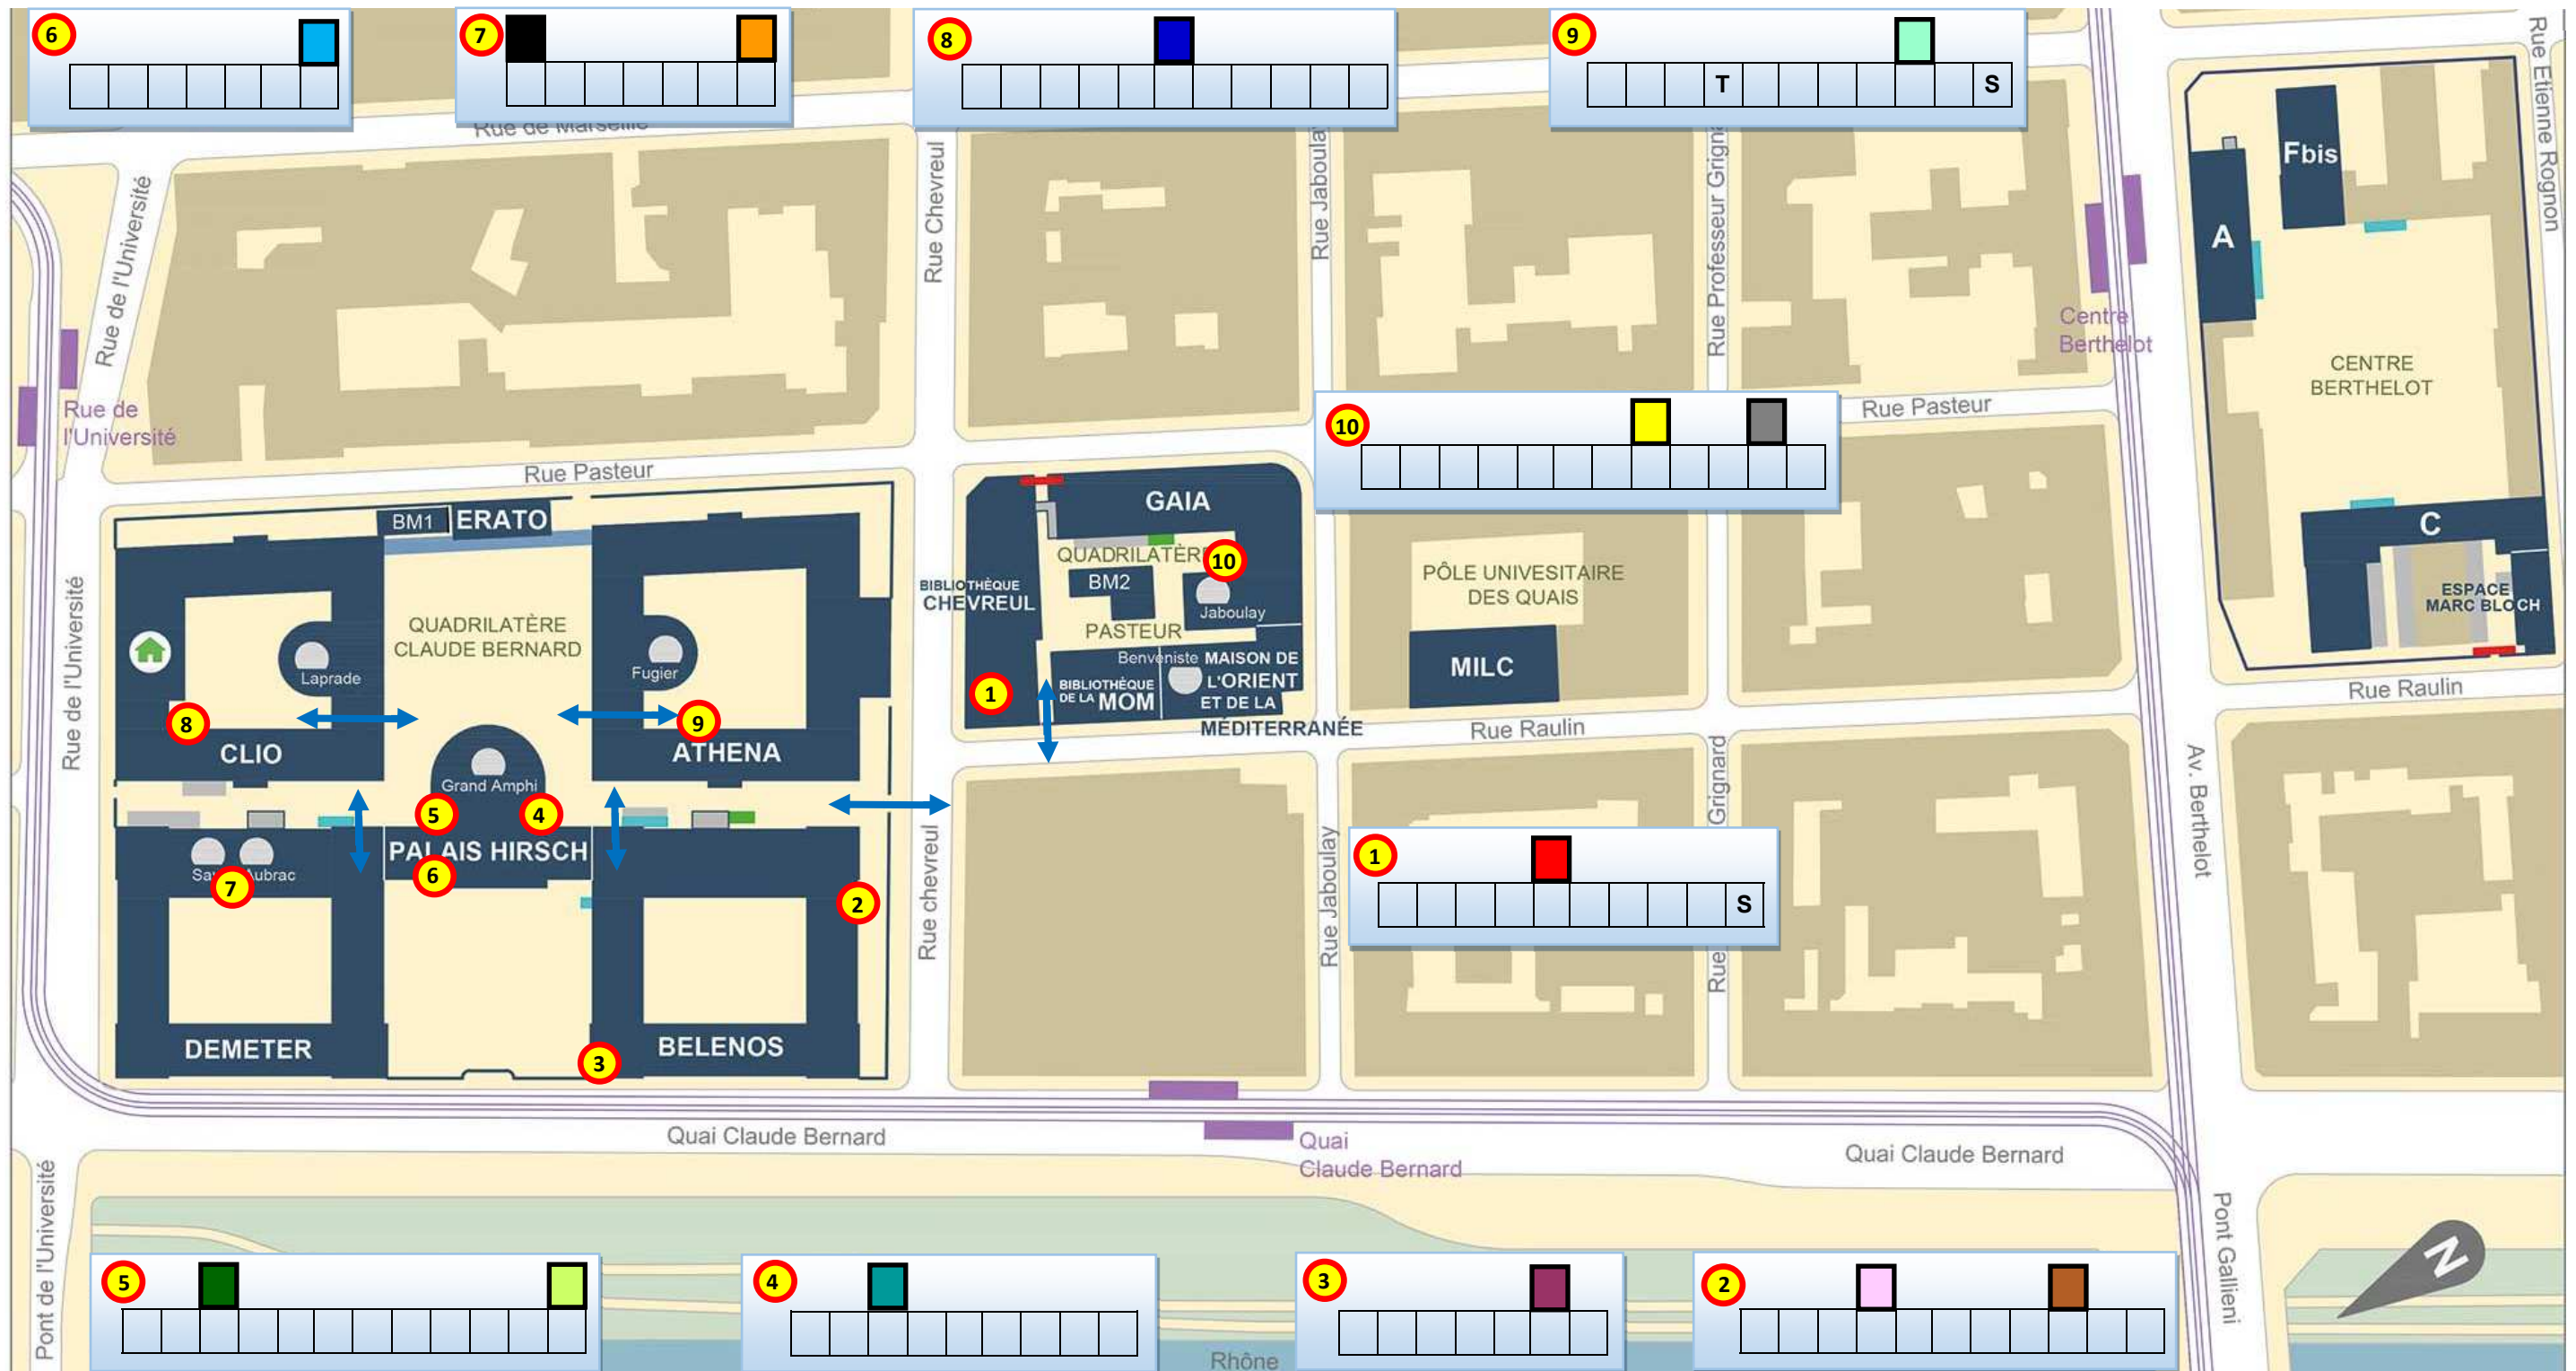 6
7
8
9
T
S
Rue de Marseille
Rue Etienne Rognon
Rue de l'Université
Rue Chevreul
Rue Jaboulay
Fbis
A
Centre
Berthelot
CENTRE
BERTHELOT
Rue de
l'Université
Rue Pasteur
10
Rue Pasteur
BM1
ERATO
GAIA
QUADRILATÈRE
10
BM2
Jaboulay
PASTEUR
BIBLIOTHÈQUE
CHEVREUL
PÔLE UNIVESITAIRE
DES QUAIS
C
ESPACE
MARC BLOCH
QUADRILATÈRE
CLAUDE BERNARD
Laprade
Fugier
Benveniste
MAISON DE
L'ORIENT
ET DE LA
MÉDITERRANÉE
BIBLIOTHÈQUE
DE LA MOM
1
MILC
Rue de l'Université
8
9
CLIO
ATHENA
Rue Raulin
Rue Raulin
Grand Amphi
5
4
PALAIS HIRSCH
6
Aubrac
7
2
Rue chevreul
Rue Jaboulay
Grignard
Av. Berthelot
1
S
DEMETER
BELENOS
3
Quai Claude Bernard
Quai
Claude Bernard
Quai Claude Bernard
Pont de l'Université
Pont Gallieni
N
5
4
3
2
Rhône